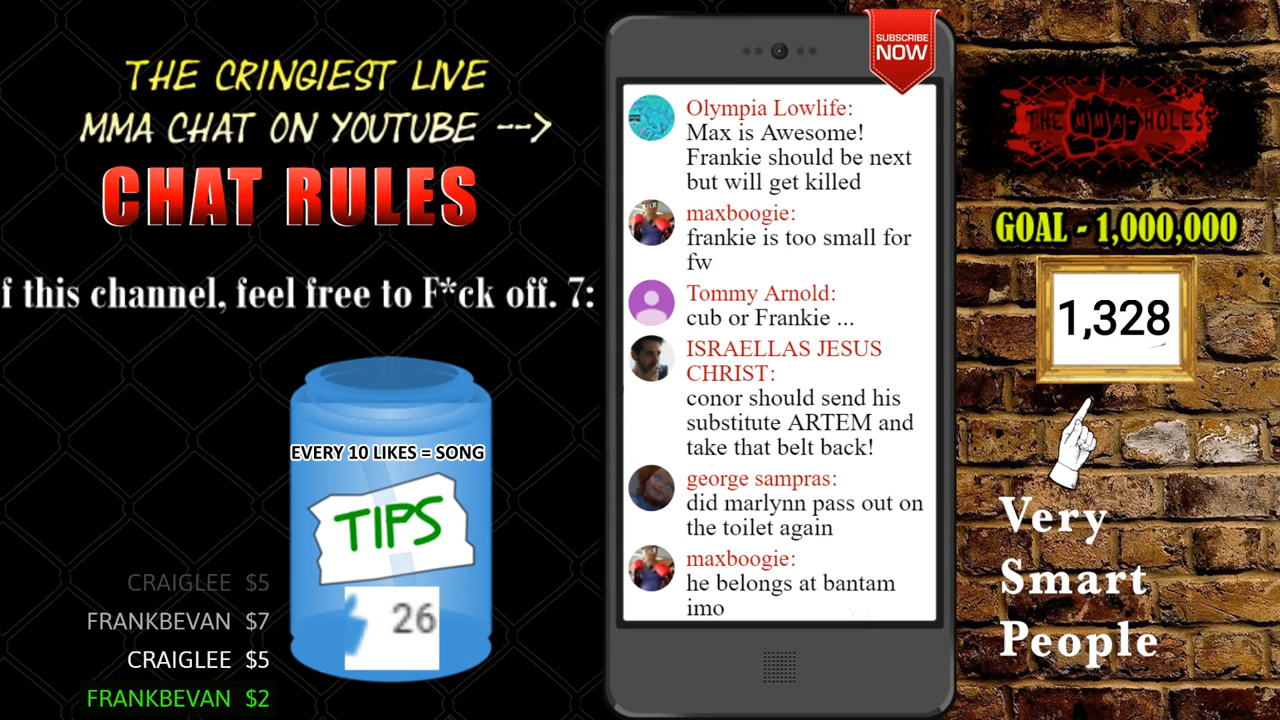 THE CRINGIEST LIVE
MMA CHAT ON YOUTUBE -->
CHAT RULES
f this channel, feel free to F*ck off. 7:
EVERY 10 LIKES = SONG
TIPS
26
CRAIGLEE $5
FRANKBEVAN $7
CRAIGLEE $5
FRANKBEVAN $2
SUBSCRIBE
NOW
Olympia Lowlife:
Max is Awesome!
Frankie should be next
but will get killed
maxboogie:
frankie is too small for
fw
Tommy Arnold:
cub or Frankie ...
ISRAELLAS JESUS
CHRIST:
conor should send his
substitute ARTEM and
take that belt back!
george sampras:
did marlynn pass out on
the toilet again
maxboogie:
he belongs at bantam
imo
THE MMA-HOLES
GOAL - 1,000,000
1,328
Very
Smart
People